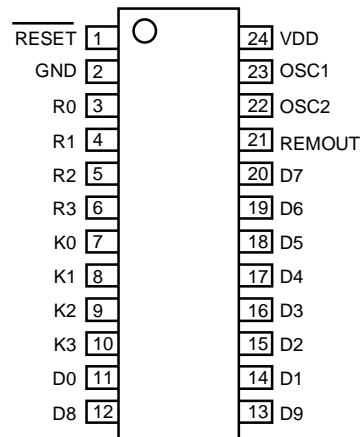 RESET 1 24 VDD
GND 2 23 OSC1
R0 3 22 OSC2
R1 4 21 REMOUT
R2 5 20 D7
R3 6 19 D6
K0 7 18 D5
K1 8 17 D4
K2 9 16 D3
K3 10 15 D2
D0 11 14 D1
D8 12 13 D9